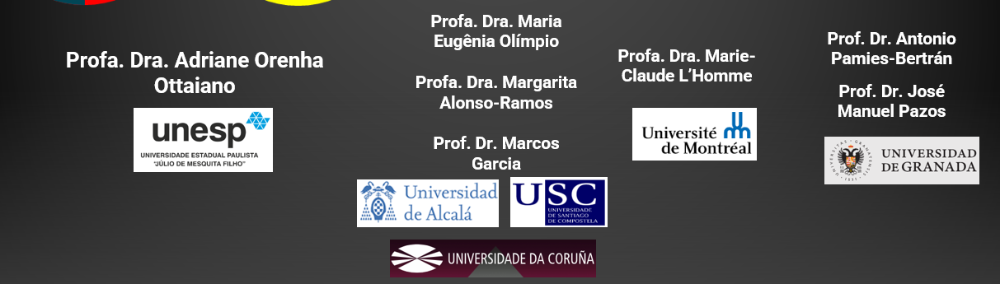 Profa. Dra. Adriane Orenha
Ottaiano
unesp
UNIVERSIDADE ESTADUAL PAULISTA
"JÚLIO DE MESQUITA FILHO"
Profa. Dra. Maria
Eugênia Olímpio
Profa. Dra. Margarita
Alonso-Ramos
Prof. Dr. Marcos
Garcia
Universidad
de Alcalá
USC
UNIVERSIDADE
DE SANTIAGO
DE COMPOSTELA
UNIVERSIDADE DA CORUÑA
Profa. Dra. Marie-
Claude L'Homme
Université
de Montréal
Prof. Dr. Antonio
Pamies-Bertrán
Prof. Dr. José
Manuel Pazos
UNIVERSIDAD
DE GRANADA